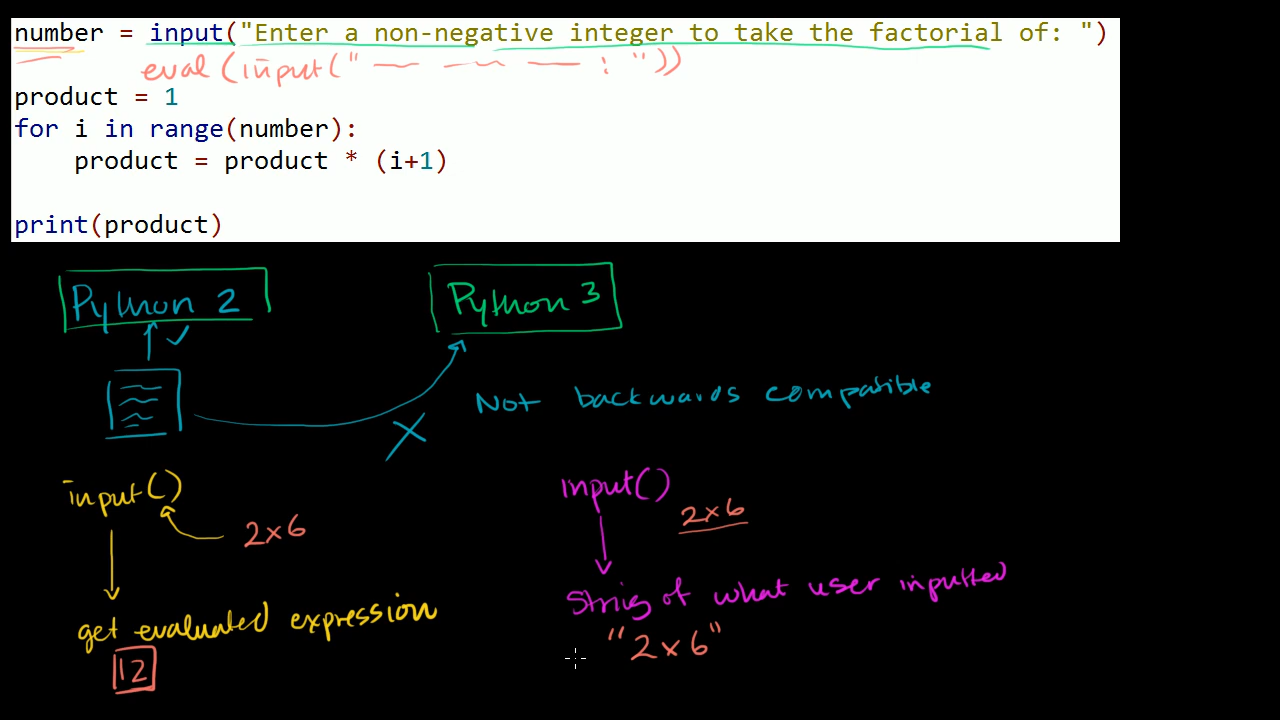 number = input("Enter a non-negative integer to take the factorial of: ")
eval (input(" — — — : "))
product = 1
for i in range(number):
    product = product * (i+1)
print(product)
Python 2
Python 3
Not backwards compatible
input()
2x6
get evaluated expression
12
input()
2x6
String of what user inputted
"2x6"